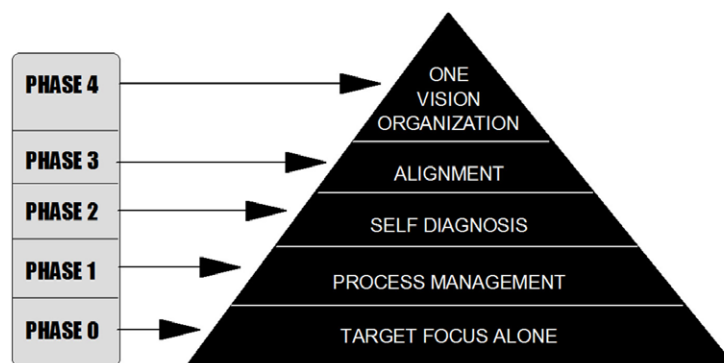 PHASE 4
ONE
VISION
ORGANIZATION
PHASE 3
ALIGNMENT
PHASE 2
SELF DIAGNOSIS
PHASE 1
PROCESS MANAGEMENT
PHASE 0
TARGET FOCUS ALONE